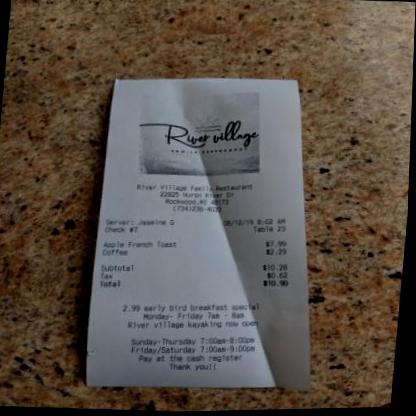 River village
FAMILY RESTAURANT
River Village Family Restaurant
22825 Huron River Dr
Rockwood, MI 48173
(734)236-4033
Server: Jasmine G 08/12/19 8:02 AM
Check #7 Table 23
Apple French Toast $7.99
Coffee $2.29
Subtotal $10.28
Tax $0.62
Total $10.90
2.99 early bird breakfast special
Monday- Friday 7am - 8am
River village kayaking now open
Sunday-Thursday 7:00am-8:00pm
Friday/Saturday 7:00am-9:00pm
Pay at the cash register
Thank you!!